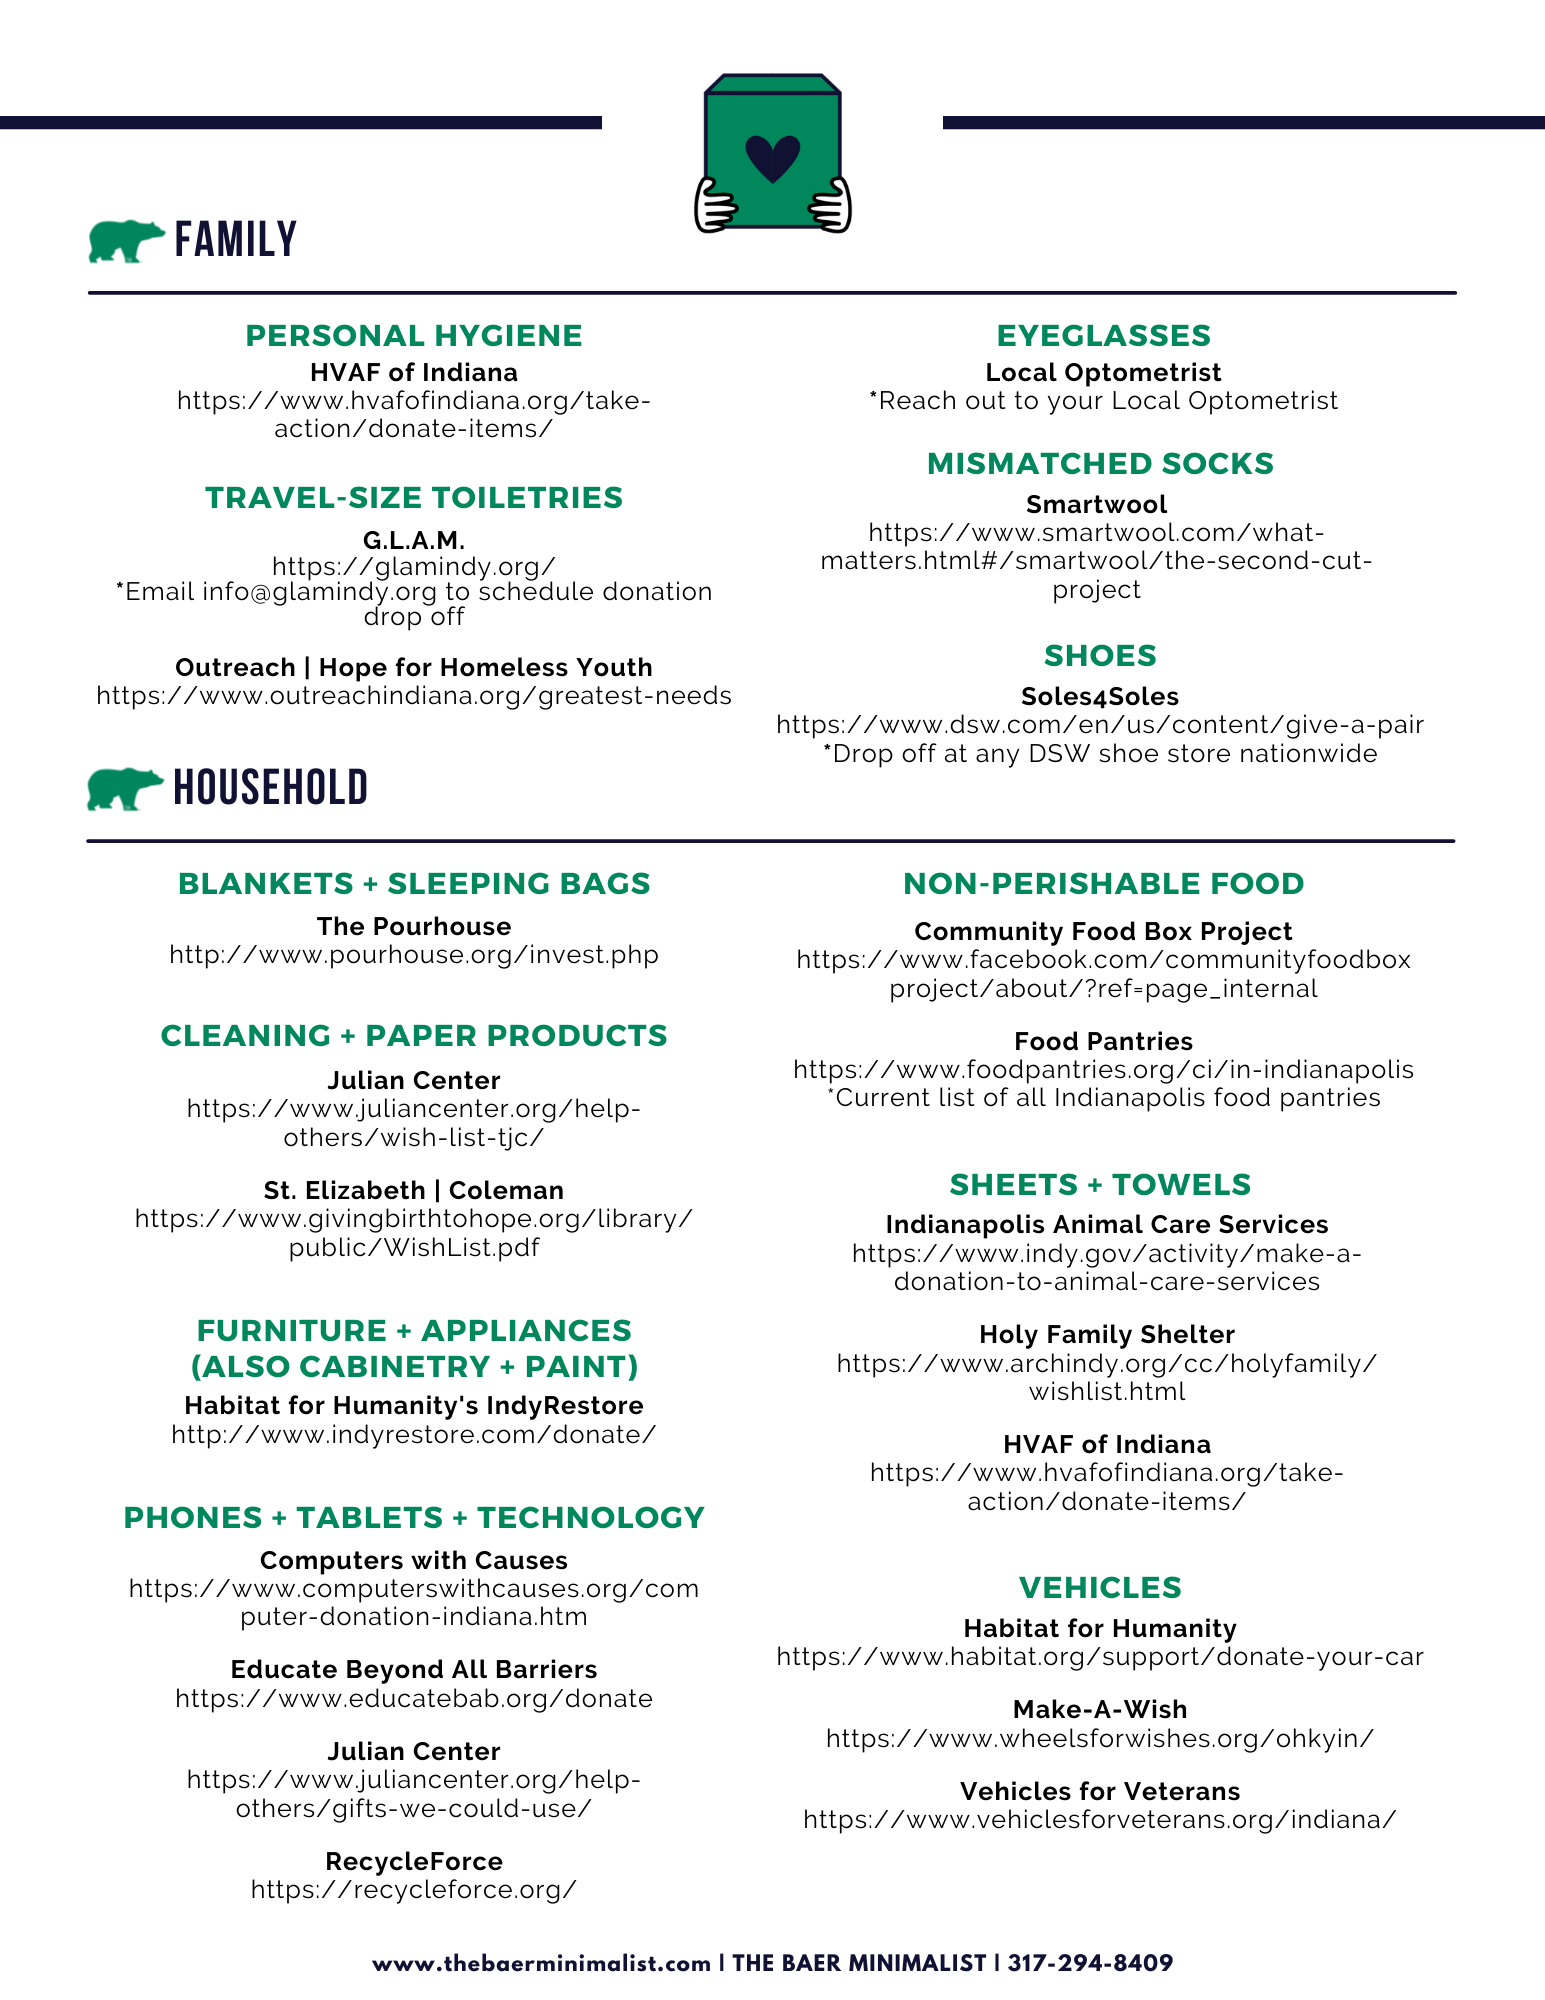 FAMILY
PERSONAL HYGIENE
HVAF of Indiana
https://www.hvafofindiana.org/take-
action/donate-items/
TRAVEL-SIZE TOILETRIES
G.L.A.M.
https://glamindy.org/
*Email info@glamindy.org to schedule donation
drop off
Outreach | Hope for Homeless Youth
https://www.outreachindiana.org/greatest-needs
EYEGLASSES
Local Optometrist
*Reach out to your Local Optometrist
MISMATCHED SOCKS
Smartwool
https://www.smartwool.com/what-
matters.html#/smartwool/the-second-cut-
project
SHOES
Soles4Soles
https://www.dsw.com/en/us/content/give-a-pair
*Drop off at any DSW shoe store nationwide
HOUSEHOLD
BLANKETS + SLEEPING BAGS
The Pourhouse
http://www.pourhouse.org/invest.php
CLEANING + PAPER PRODUCTS
Julian Center
https://www.juliancenter.org/help-
others/wish-list-tjc/
St. Elizabeth | Coleman
https://www.givingbirthtohope.org/library/
public/WishList.pdf
FURNITURE + APPLIANCES
(ALSO CABINETRY + PAINT)
Habitat for Humanity's IndyRestore
http://www.indyrestore.com/donate/
PHONES + TABLETS + TECHNOLOGY
Computers with Causes
https://www.computerswithcauses.org/com
puter-donation-indiana.htm
Educate Beyond All Barriers
https://www.educatebab.org/donate
Julian Center
https://www.juliancenter.org/help-
others/gifts-we-could-use/
RecycleForce
https://recycleforce.org/
NON-PERISHABLE FOOD
Community Food Box Project
https://www.facebook.com/communityfoodbox
project/about/?ref=page_internal
Food Pantries
https://www.foodpantries.org/ci/in-indianapolis
*Current list of all Indianapolis food pantries
SHEETS + TOWELS
Indianapolis Animal Care Services
https://www.indy.gov/activity/make-a-
donation-to-animal-care-services
Holy Family Shelter
https://www.archindy.org/cc/holyfamily/
wishlist.html
HVAF of Indiana
https://www.hvafofindiana.org/take-
action/donate-items/
VEHICLES
Habitat for Humanity
https://www.habitat.org/support/donate-your-car
Make-A-Wish
https://www.wheelsforwishes.org/ohkyin/
Vehicles for Veterans
https://www.vehiclesforveterans.org/indiana/
www.thebaerminimalist.com | THE BAER MINIMALIST | 317-294-8409